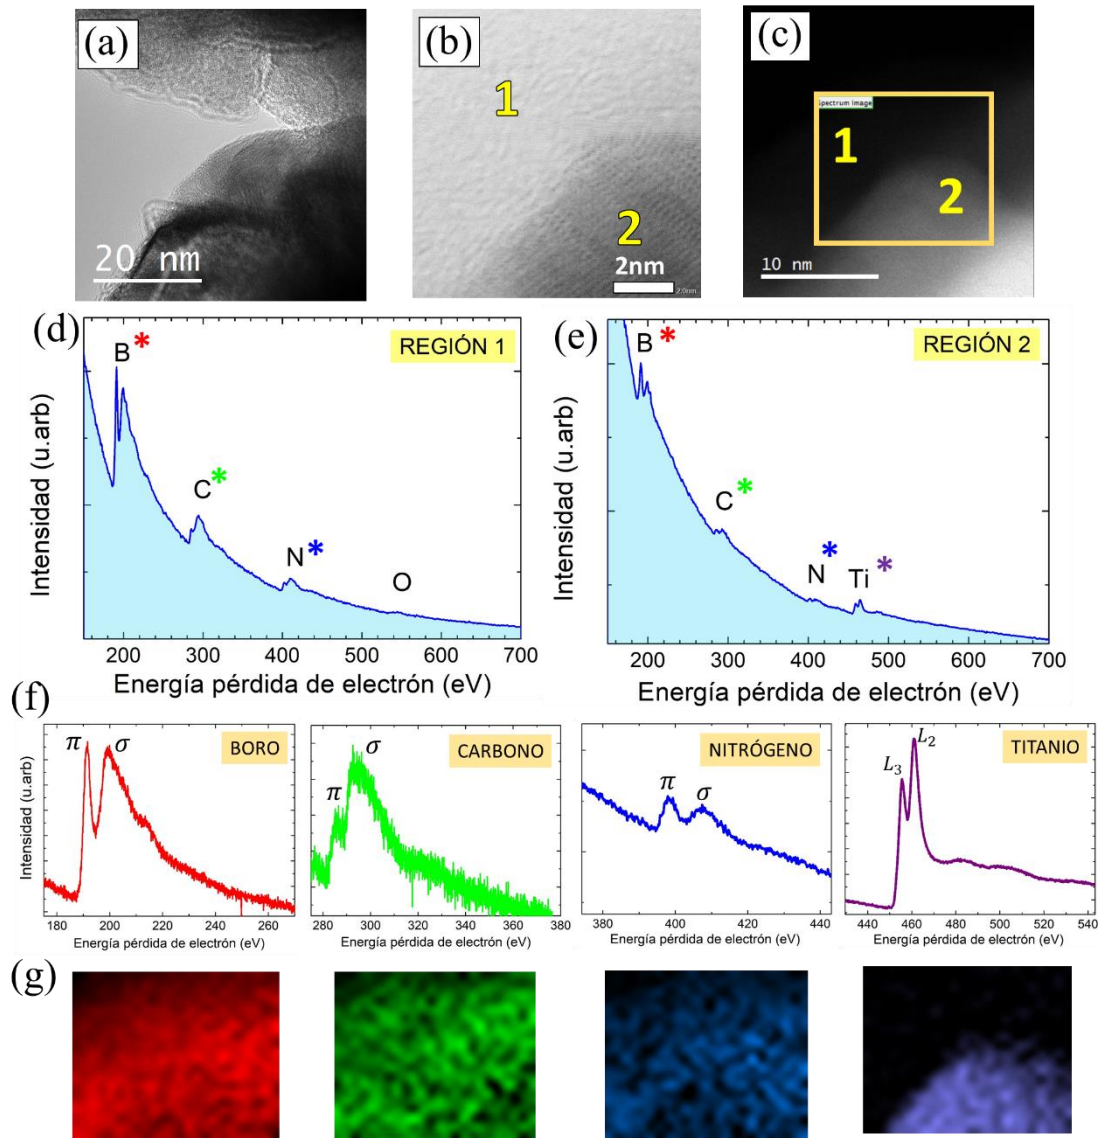 (a)
20 nm
(b)
1
2
2nm
2.0nm
(c)
Spectrum Image
1
2
10 nm
(d)
B *
C *
N *
O
REGIÓN 1
Intensidad (u.arb)
200 300 400 500 600 700
Energía pérdida de electrón (eV)
(e)
B *
C *
N *
Ti *
REGIÓN 2
Intensidad (u.arb)
200 300 400 500 600 700
Energía pérdida de electrón (eV)
(f)
π σ
BORO
Intensidad (u.arb)
180 200 220 240 260
Energía pérdida de electrón (eV)
π σ
CARBONO
280 300 320 340 360 380
Energía pérdida de electrón (eV)
π σ
NITRÓGENO
380 400 420 440
Energía pérdida de electrón (eV)
L3 L2
TITANIO
440 460 480 500 520 540
Energía pérdida de electrón (eV)
(g)